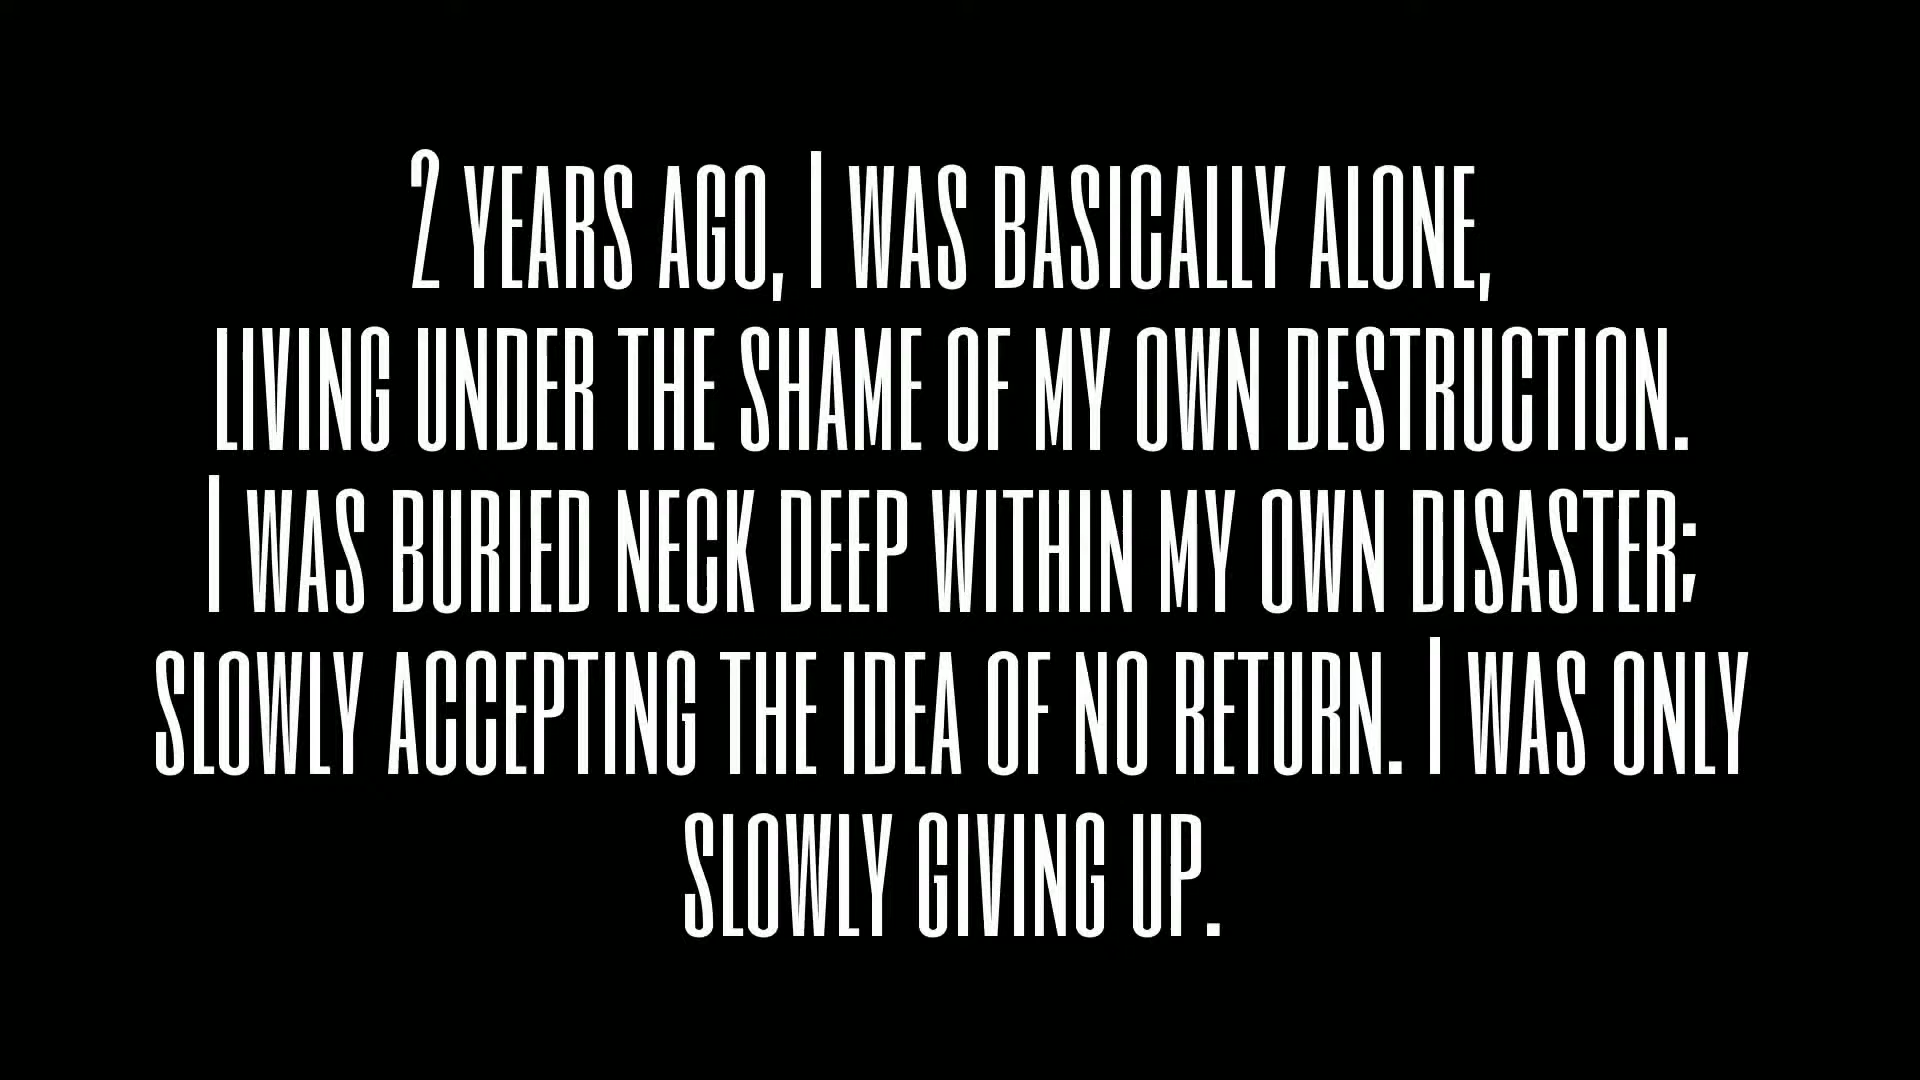 2 YEARS AGO, I WAS BASICALLY ALONE,
LIVING UNDER THE SHAME OF MY OWN DESTRUCTION.
I WAS BURIED NECK DEEP WITHIN MY OWN DISASTER;
SLOWLY ACCEPTING THE IDEA OF NO RETURN. I WAS ONLY
SLOWLY GIVING UP.